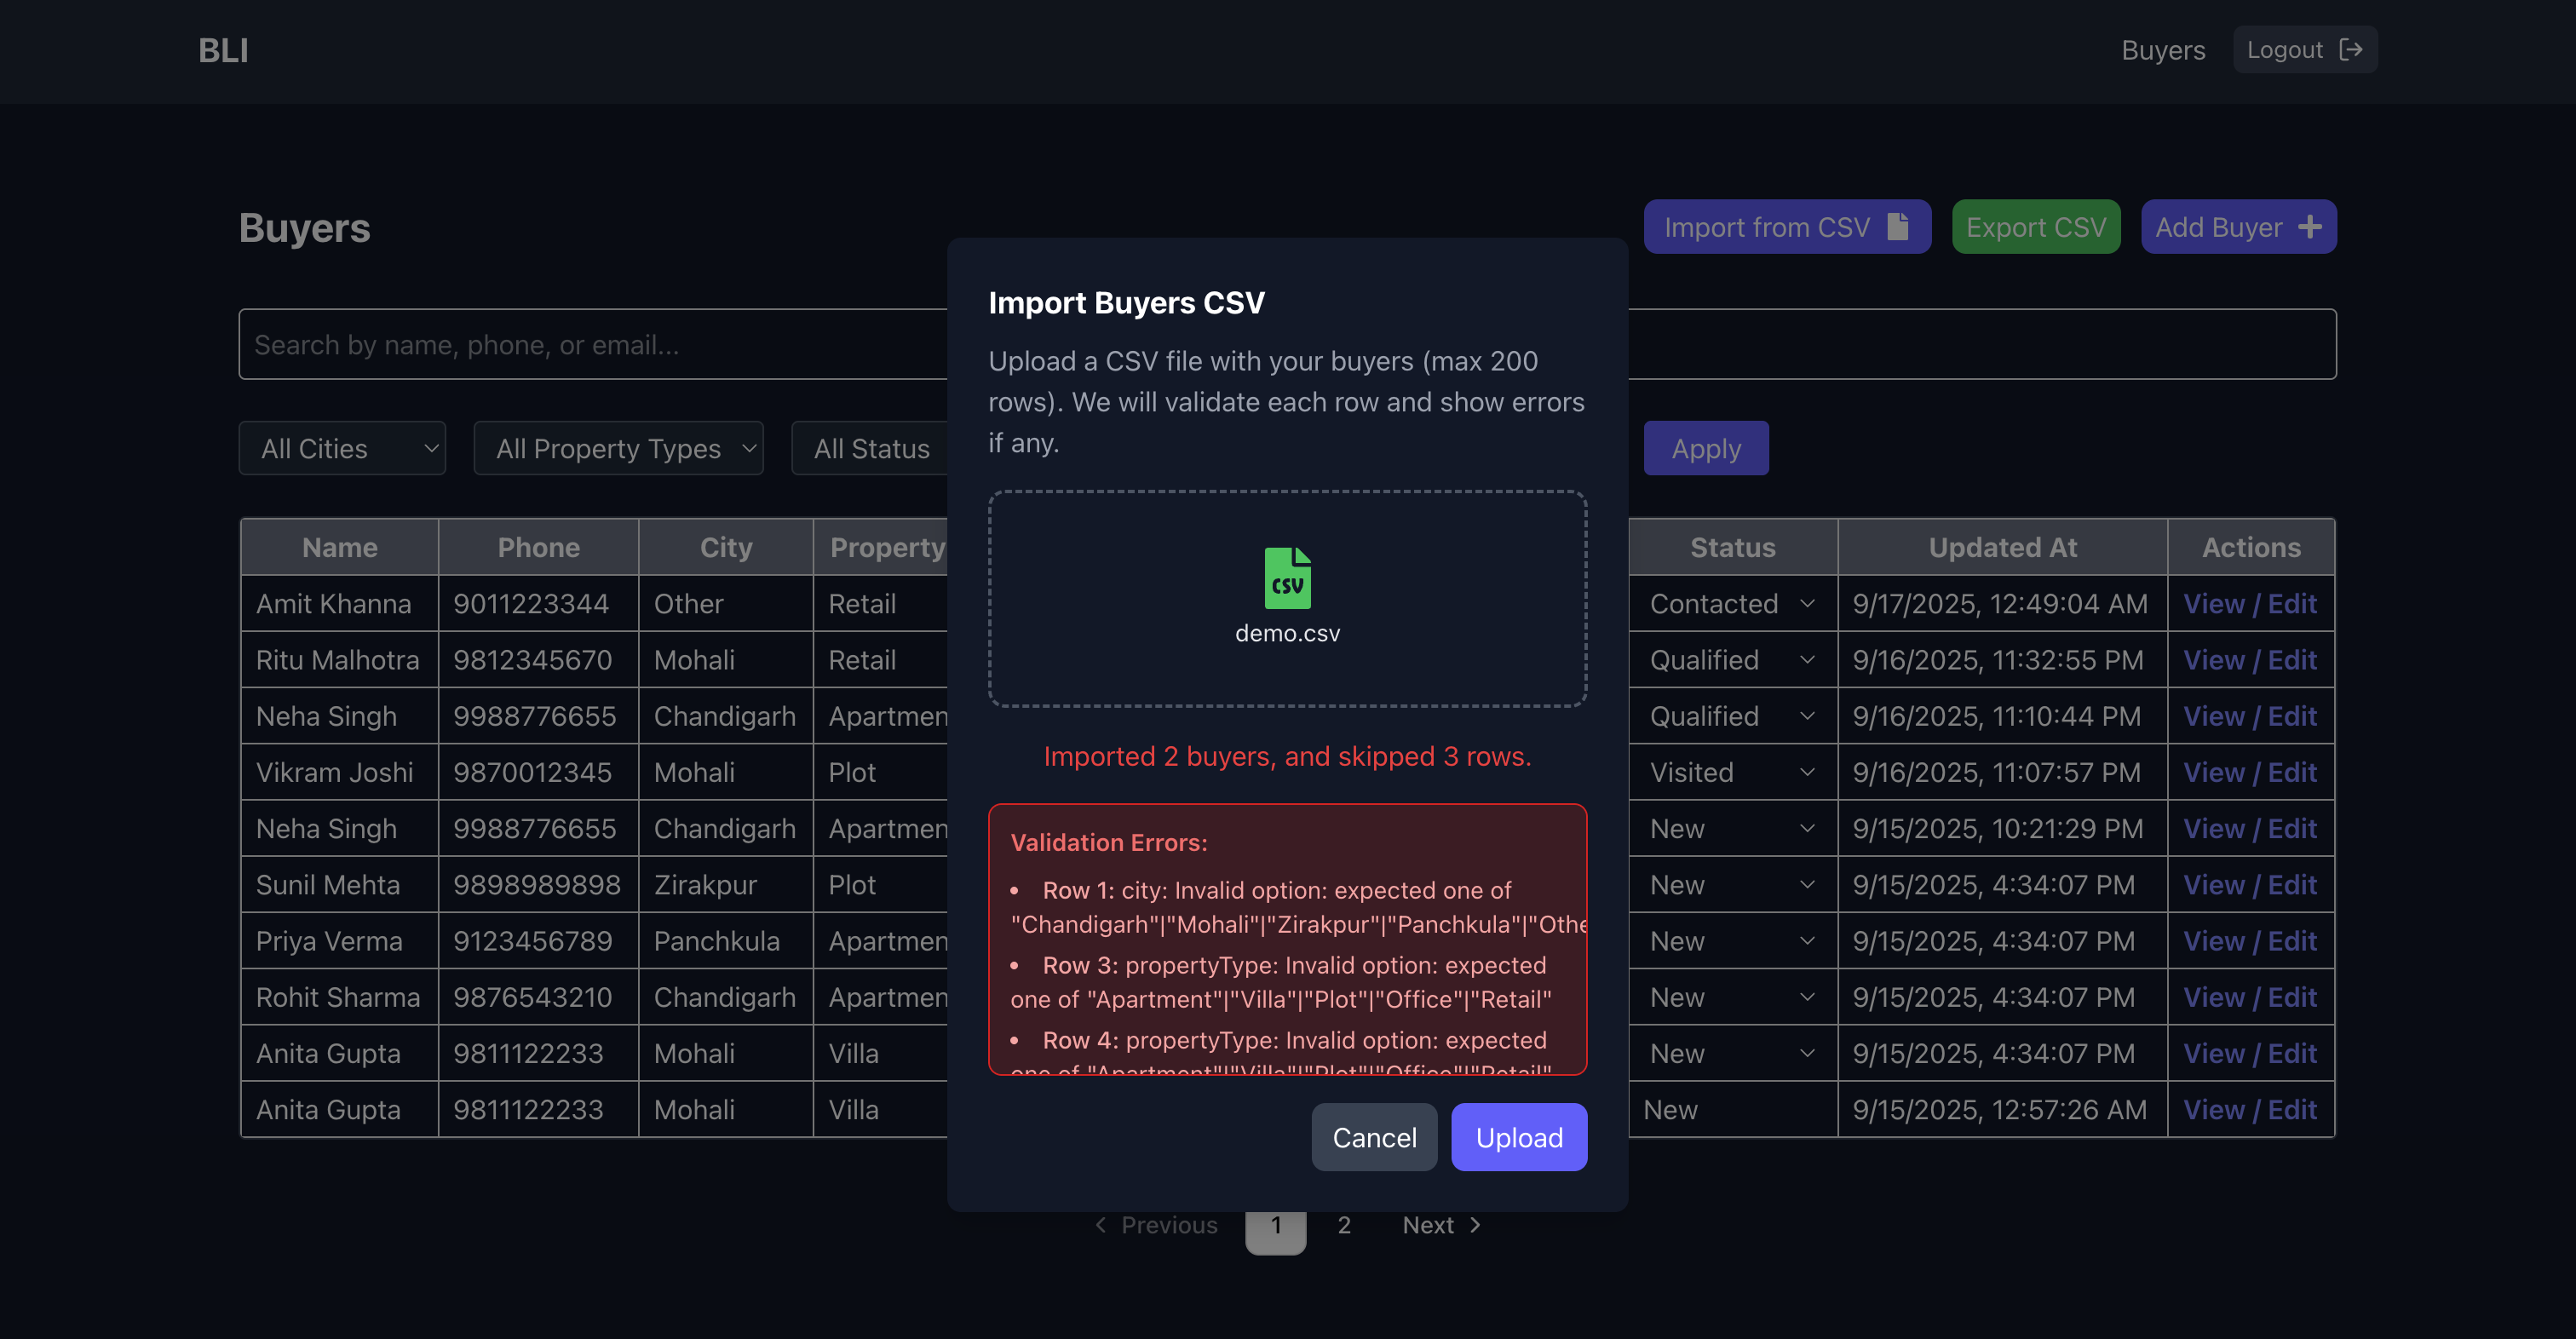 BLI
Buyers
Logout
Buyers
Import from CSV
Export CSV
Add Buyer
Search by name, phone, or email...
All Cities
All Property Types
All Status
Apply
Import Buyers CSV
Upload a CSV file with your buyers (max 200
rows). We will validate each row and show errors
if any.
CSV
demo.csv
Imported 2 buyers, and skipped 3 rows.
Validation Errors:
• Row 1: city: Invalid option: expected one of
"Chandigarh"|"Mohali"|"Zirakpur"|"Panchkula"|"Othe
• Row 3: propertyType: Invalid option: expected
one of "Apartment"|"Villa"|"Plot"|"Office"|"Retail"
• Row 4: propertyType: Invalid option: expected
one of "Apartment"|"Villa"|"Plot"|"Office"|"Retail"
Cancel
Upload
Name Phone City Property Status Updated At Actions
Amit Khanna 9011223344 Other Retail Contacted 9/17/2025, 12:49:04 AM View / Edit
Ritu Malhotra 9812345670 Mohali Retail Qualified 9/16/2025, 11:32:55 PM View / Edit
Neha Singh 9988776655 Chandigarh Apartmen Qualified 9/16/2025, 11:10:44 PM View / Edit
Vikram Joshi 9870012345 Mohali Plot Visited 9/16/2025, 11:07:57 PM View / Edit
Neha Singh 9988776655 Chandigarh Apartmen New 9/15/2025, 10:21:29 PM View / Edit
Sunil Mehta 9898989898 Zirakpur Plot New 9/15/2025, 4:34:07 PM View / Edit
Priya Verma 9123456789 Panchkula Apartmen New 9/15/2025, 4:34:07 PM View / Edit
Rohit Sharma 9876543210 Chandigarh Apartmen New 9/15/2025, 4:34:07 PM View / Edit
Anita Gupta 9811122233 Mohali Villa New 9/15/2025, 4:34:07 PM View / Edit
Anita Gupta 9811122233 Mohali Villa New 9/15/2025, 12:57:26 AM View / Edit
Previous 1 2 Next